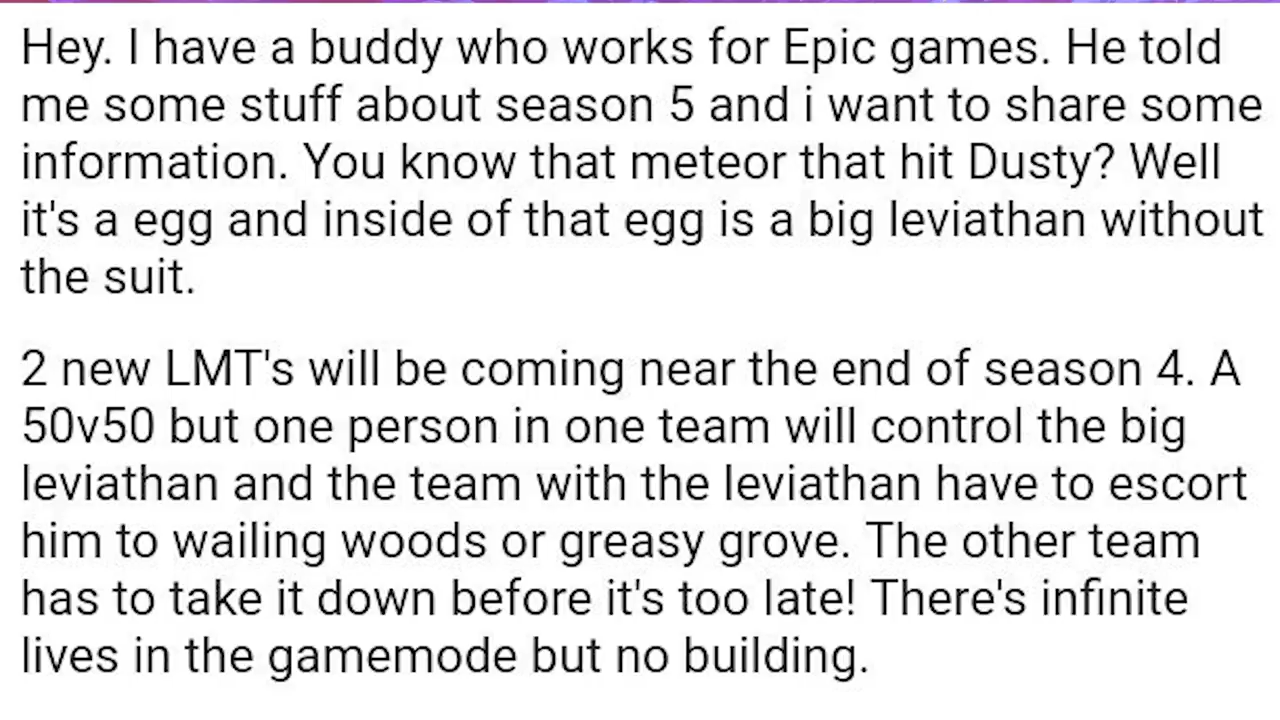 Hey. I have a buddy who works for Epic games. He told
me some stuff about season 5 and i want to share some
information. You know that meteor that hit Dusty? Well
it's a egg and inside of that egg is a big leviathan without
the suit.
2 new LMT's will be coming near the end of season 4. A
50v50 but one person in one team will control the big
leviathan and the team with the leviathan have to escort
him to wailing woods or greasy grove. The other team
has to take it down before it's too late! There's infinite
lives in the gamemode but no building.